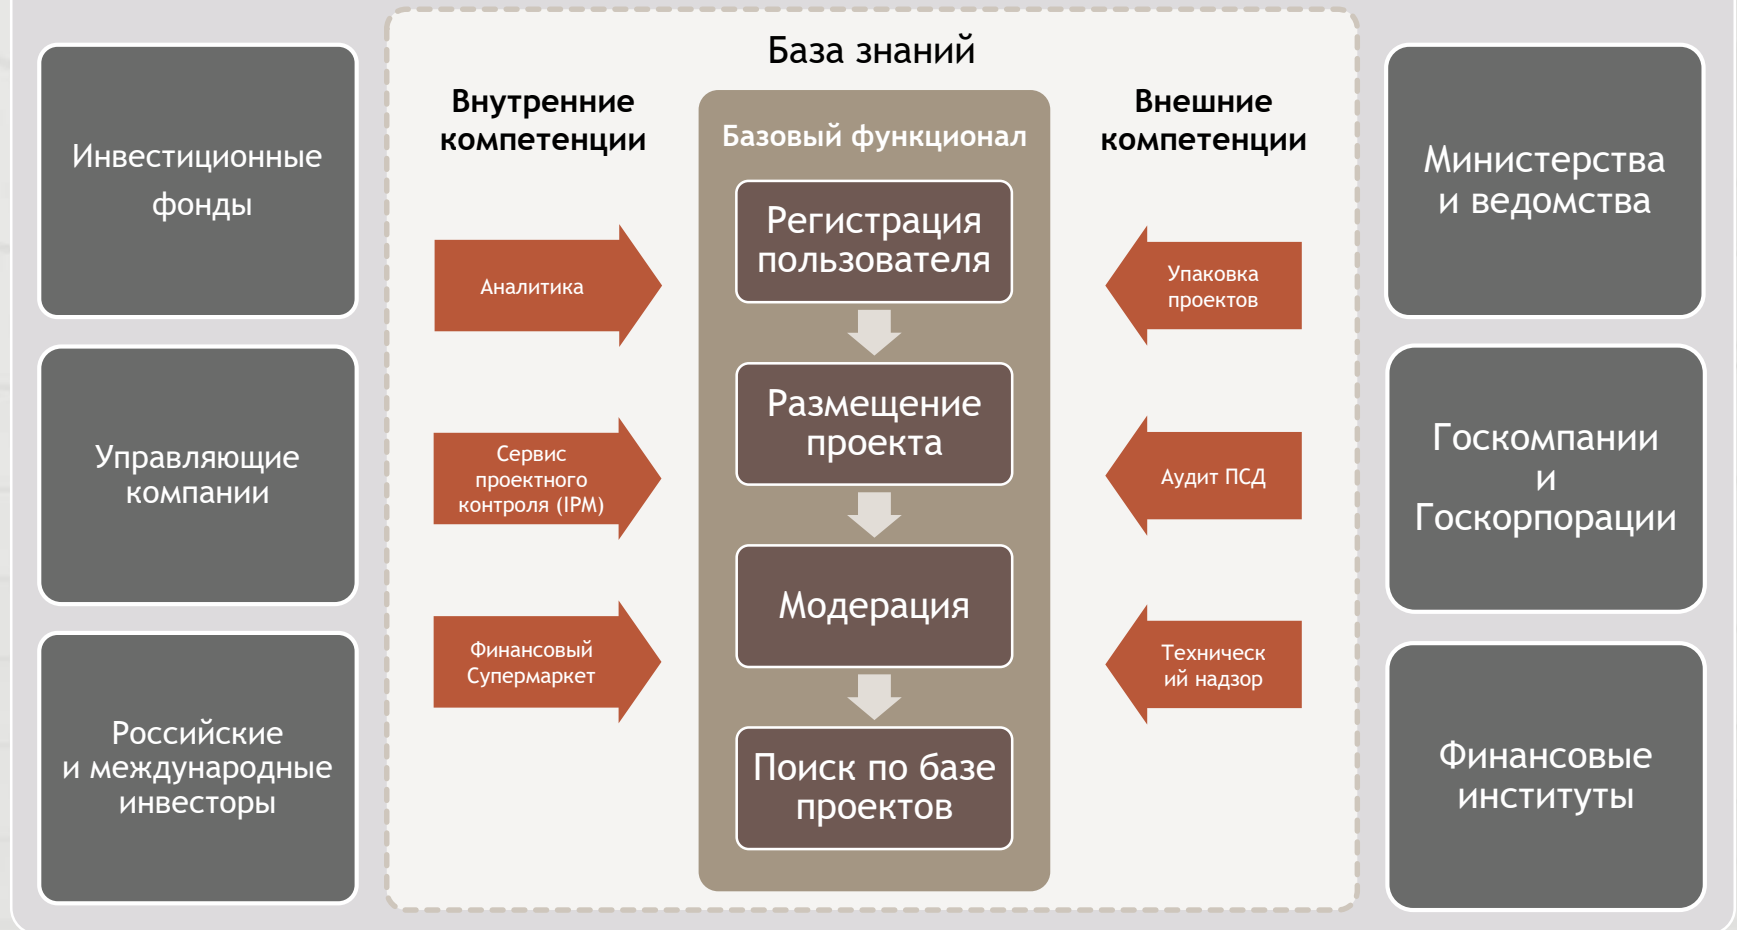 Инвестиционные
фонды
Управляющие
компании
Российские
и международные
инвесторы
База знаний
Внутренние
компетенции
Аналитика
Сервис
проектного
контроля (IPM)
Финансовый
Супермаркет
Базовый функционал
Регистрация
пользователя
Размещение
проекта
Модерация
Поиск по базе
проектов
Внешние
компетенции
Упаковка
проектов
Аудит ПСД
Техническ
ий надзор
Министерства
и ведомства
Госкомпании
и
Госкорпорации
Финансовые
институты